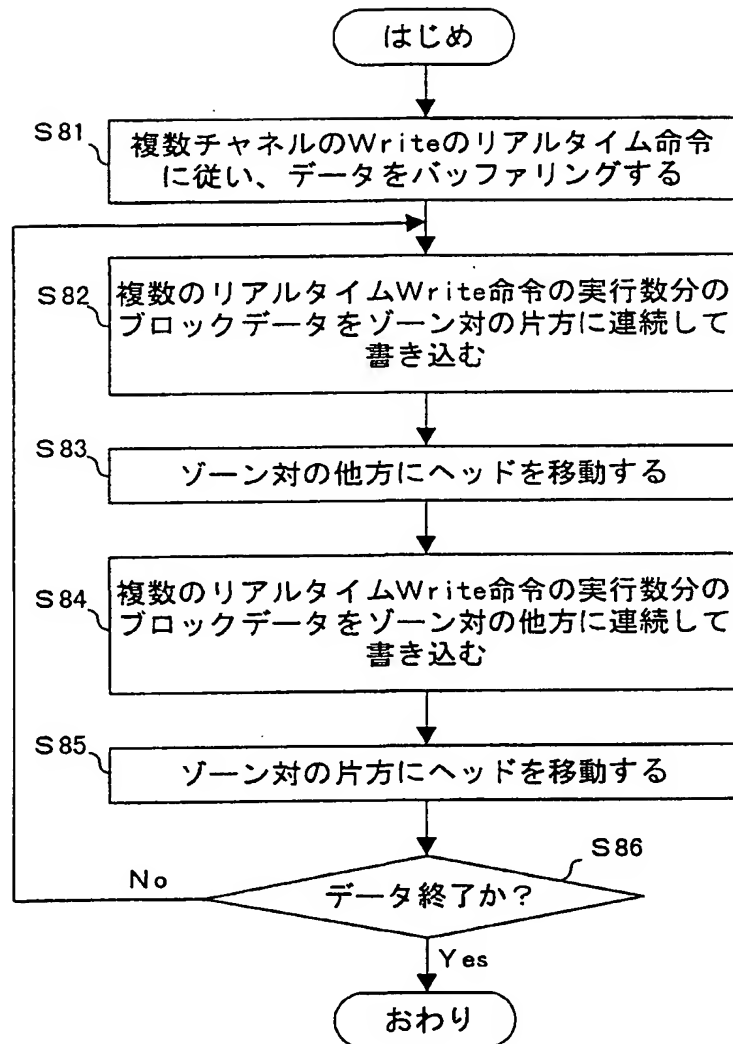 はじめ
S81
複数チャネルのWriteのリアルタイム命令
に従い、データをバッファリングする
S82
複数のリアルタイムWrite命令の実行数分の
ブロックデータをゾーン対の片方に連続して
書き込む
S83
ゾーン対の他方にヘッドを移動する
S84
複数のリアルタイムWrite命令の実行数分の
ブロックデータをゾーン対の他方に連続して
書き込む
S85
ゾーン対の片方にヘッドを移動する
S86
No
データ終了か?
Yes
おわり